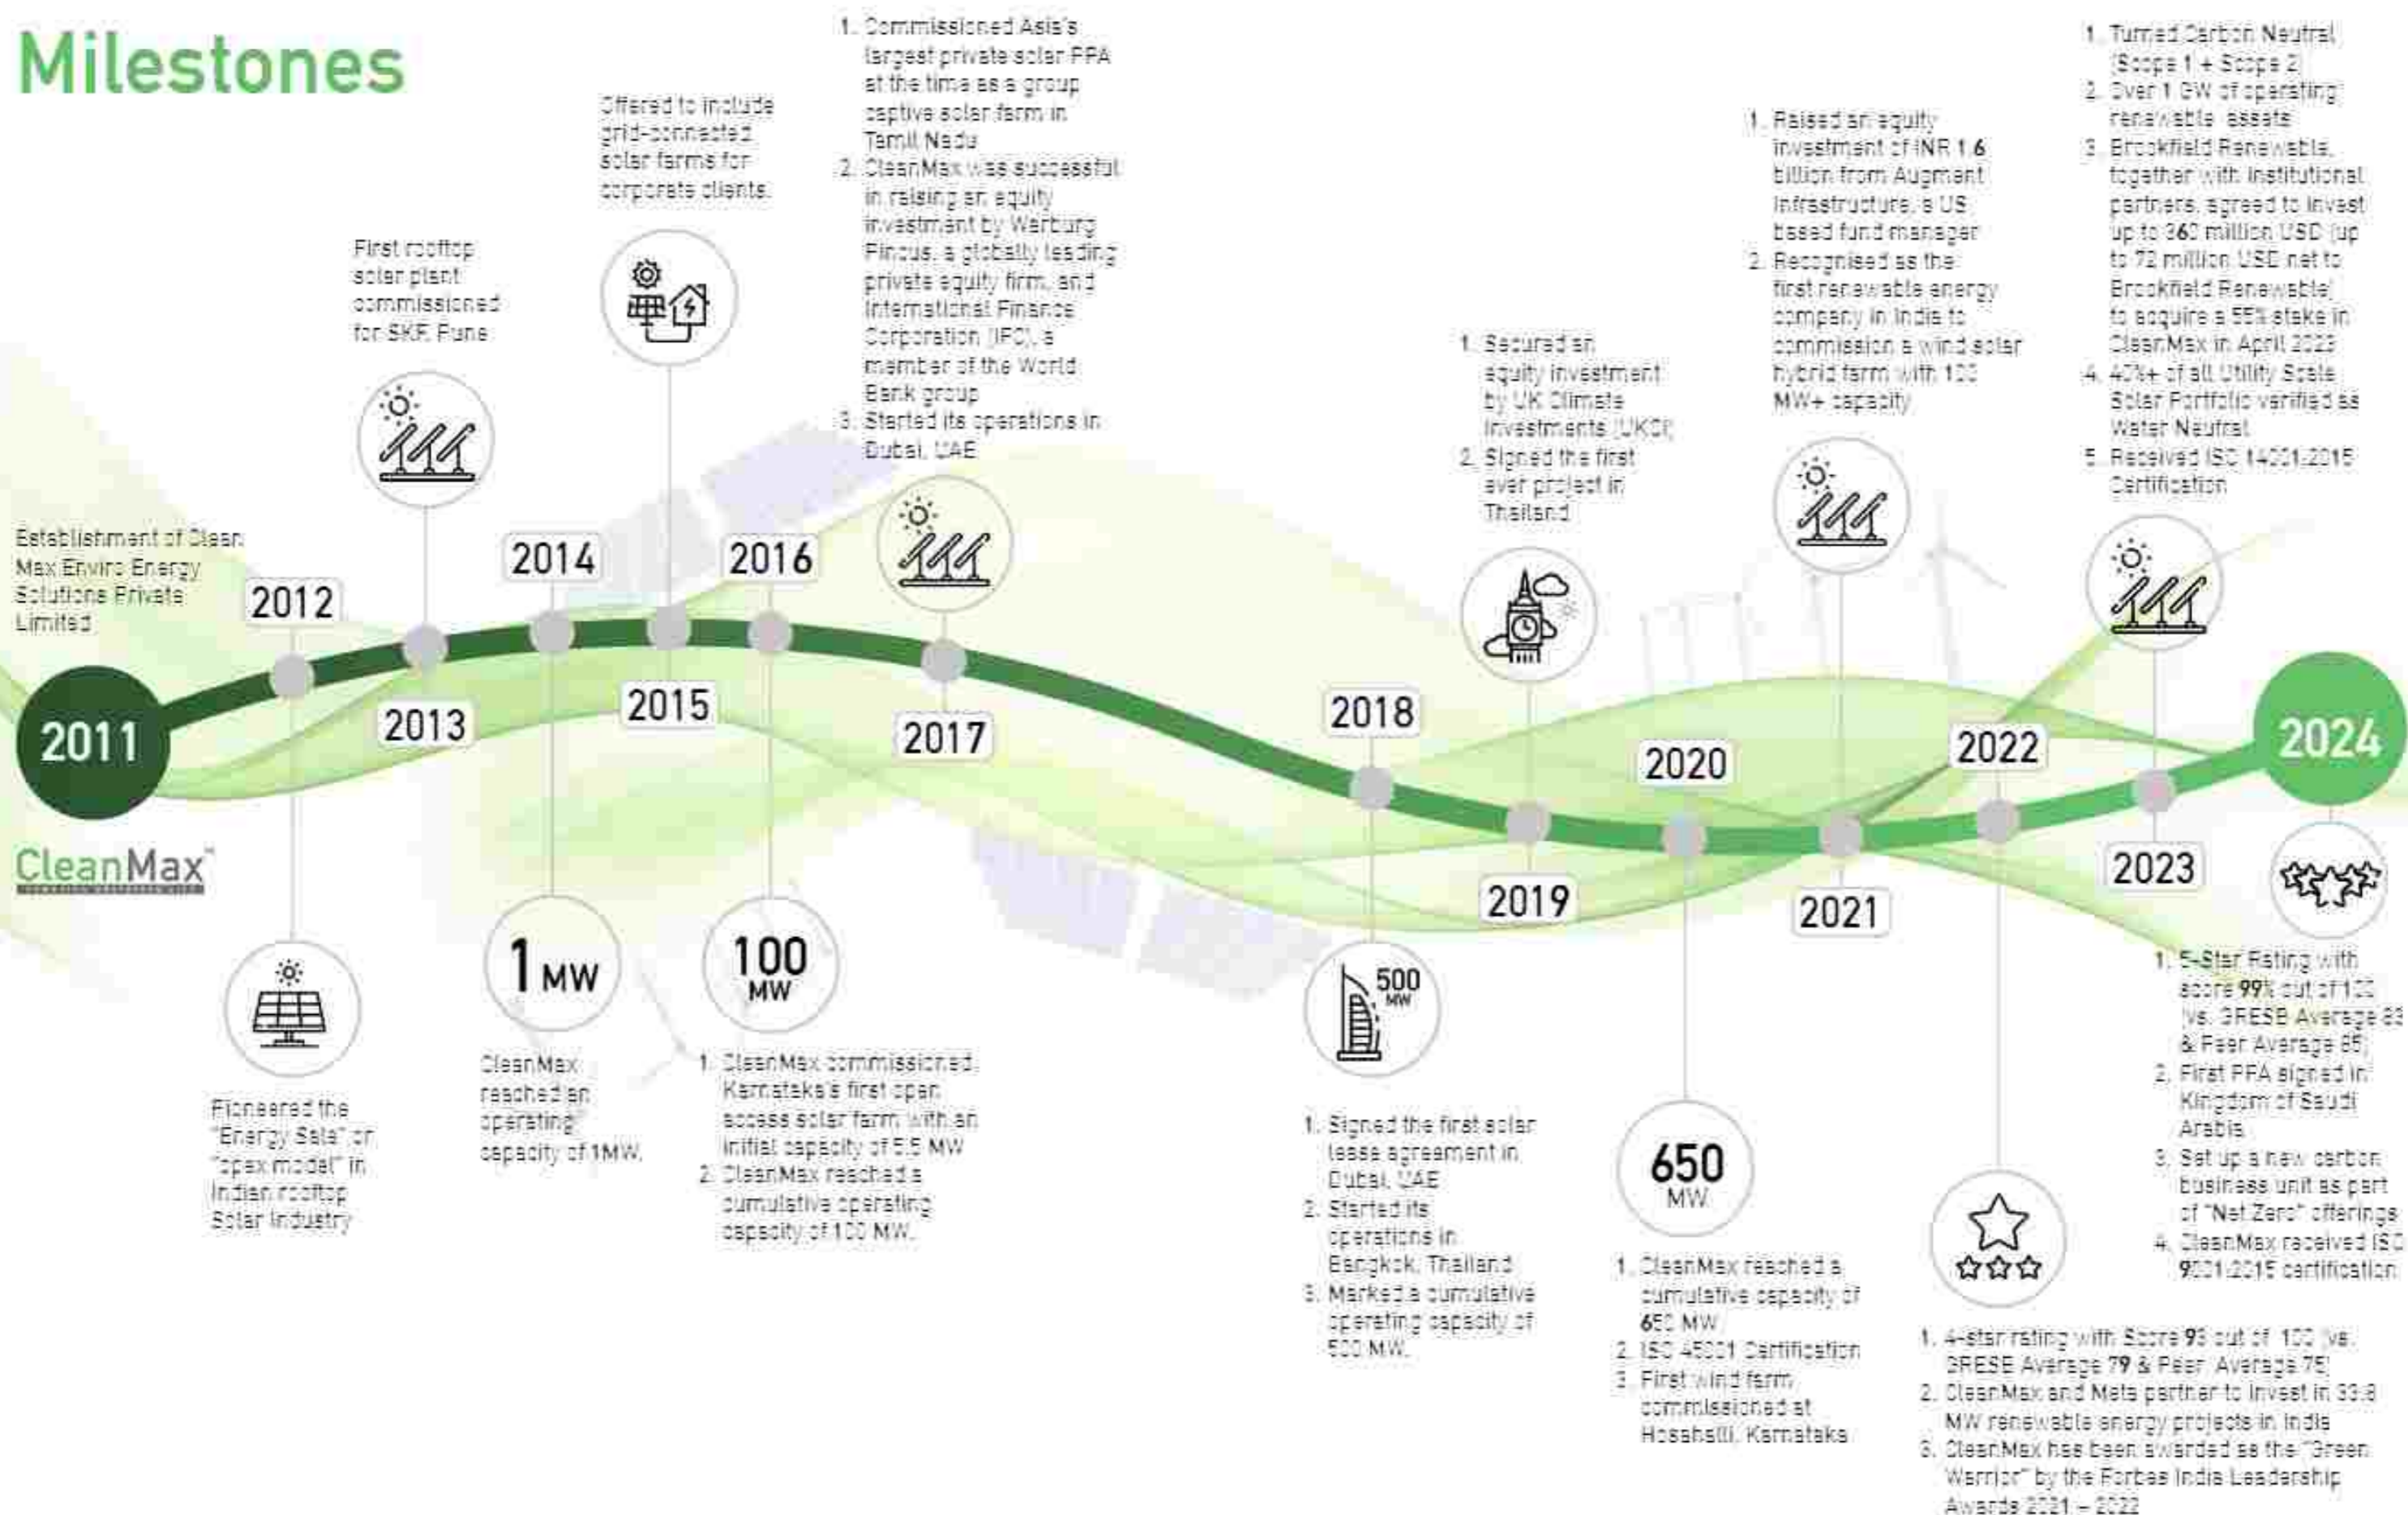 Milestones
Establishment of Clean
Max Enviro Energy
Solutions Private
Limited
2011
CleanMax
2012
Pioneered the
"Energy Sale" or
"opex model" in
Indian rooftop
Solar Industry
First rooftop
solar plant
commissioned
for SKF, Pune
2013
2014
1 MW
CleanMax
reached an
operating
capacity of 1MW.
Offered to include
grid-connected
solar farms for
corporate clients.
2015
2016
100
MW
1. CleanMax commissioned
Karnataka's first open
access solar farm with an
initial capacity of 5.5 MW
2. CleanMax reached a
cumulative operating
capacity of 100 MW.
1. Commissioned Asia's
largest private solar PPA
at the time as a group
captive solar farm in
Tamil Nadu
2. CleanMax was successful
in raising an equity
investment by Warburg
Pincus, a globally leading
private equity firm, and
International Finance
Corporation (IFC), a
member of the World
Bank group
3. Started its operations in
Dubai, UAE
2017
2018
500
MW
1. Signed the first solar
lease agreement in
Dubai, UAE
2. Started its
operations in
Bangkok, Thailand
3. Marked a cumulative
operating capacity of
500 MW.
1. Secured an
equity investment
by UK Climate
Investments (UKCI)
2. Signed the first
ever project in
Thailand
2019
2020
650
MW
1. CleanMax reached a
cumulative capacity of
650 MW
2. ISO 45001 Certification
3. First wind farm
commissioned at
Hosahalli, Karnataka
1. Raised an equity
investment of INR 1.6
billion from Augment
Infrastructure, a US
based fund manager
2. Recognised as the
first renewable energy
company in India to
commission a wind solar
hybrid farm with 100
MW+ capacity
2021
2022
1. 4-star rating with Score 93 out of 100 (vs.
GRESB Average 79 & Peer Average 75)
2. CleanMax and Meta partner to invest in 33.8
MW renewable energy projects in India
3. CleanMax has been awarded as the "Green
Warrior" by the Forbes India Leadership
Awards 2021 – 2022
1. Turned Carbon Neutral
(Scope 1 + Scope 2)
2. Over 1 GW of operating
renewable assets
3. Brookfield Renewable,
together with institutional
partners, agreed to invest
up to 360 million USD (up
to 72 million USD net to
Brookfield Renewable)
to acquire a 55% stake in
CleanMax in April 2023
4. 40%+ of all Utility Scale
Solar Portfolio verified as
Water Neutral
5. Received ISO 14001:2015
Certification
2023
2024
1. 5-Star Rating with
score 99% out of 100
(vs. GRESB Average 83
& Peer Average 85)
2. First PPA signed in
Kingdom of Saudi
Arabia
3. Set up a new carbon
business unit as part
of "Net Zero" offerings
4. CleanMax received ISO
9001:2015 certification